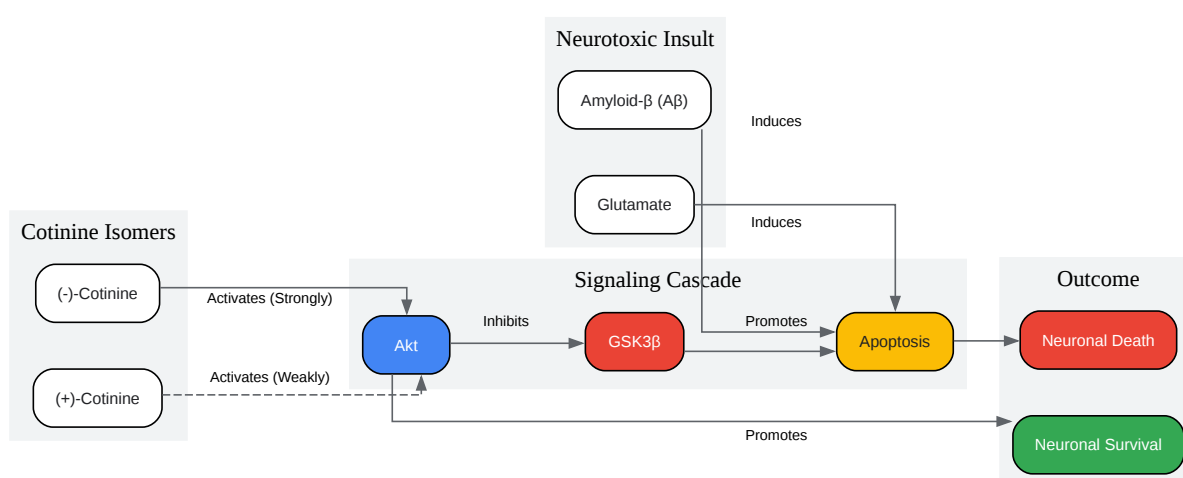 Neurotoxic Insult
Amyloid-β (Aβ)
Induces
Glutamate
Induces
Cotinine Isomers
(-)-Cotinine
Activates (Strongly)
(+)-Cotinine
Activates (Weakly)
Signaling Cascade
Akt
Inhibits
GSK3β
Promotes
Apoptosis
Promotes
Outcome
Neuronal Death
Neuronal Survival